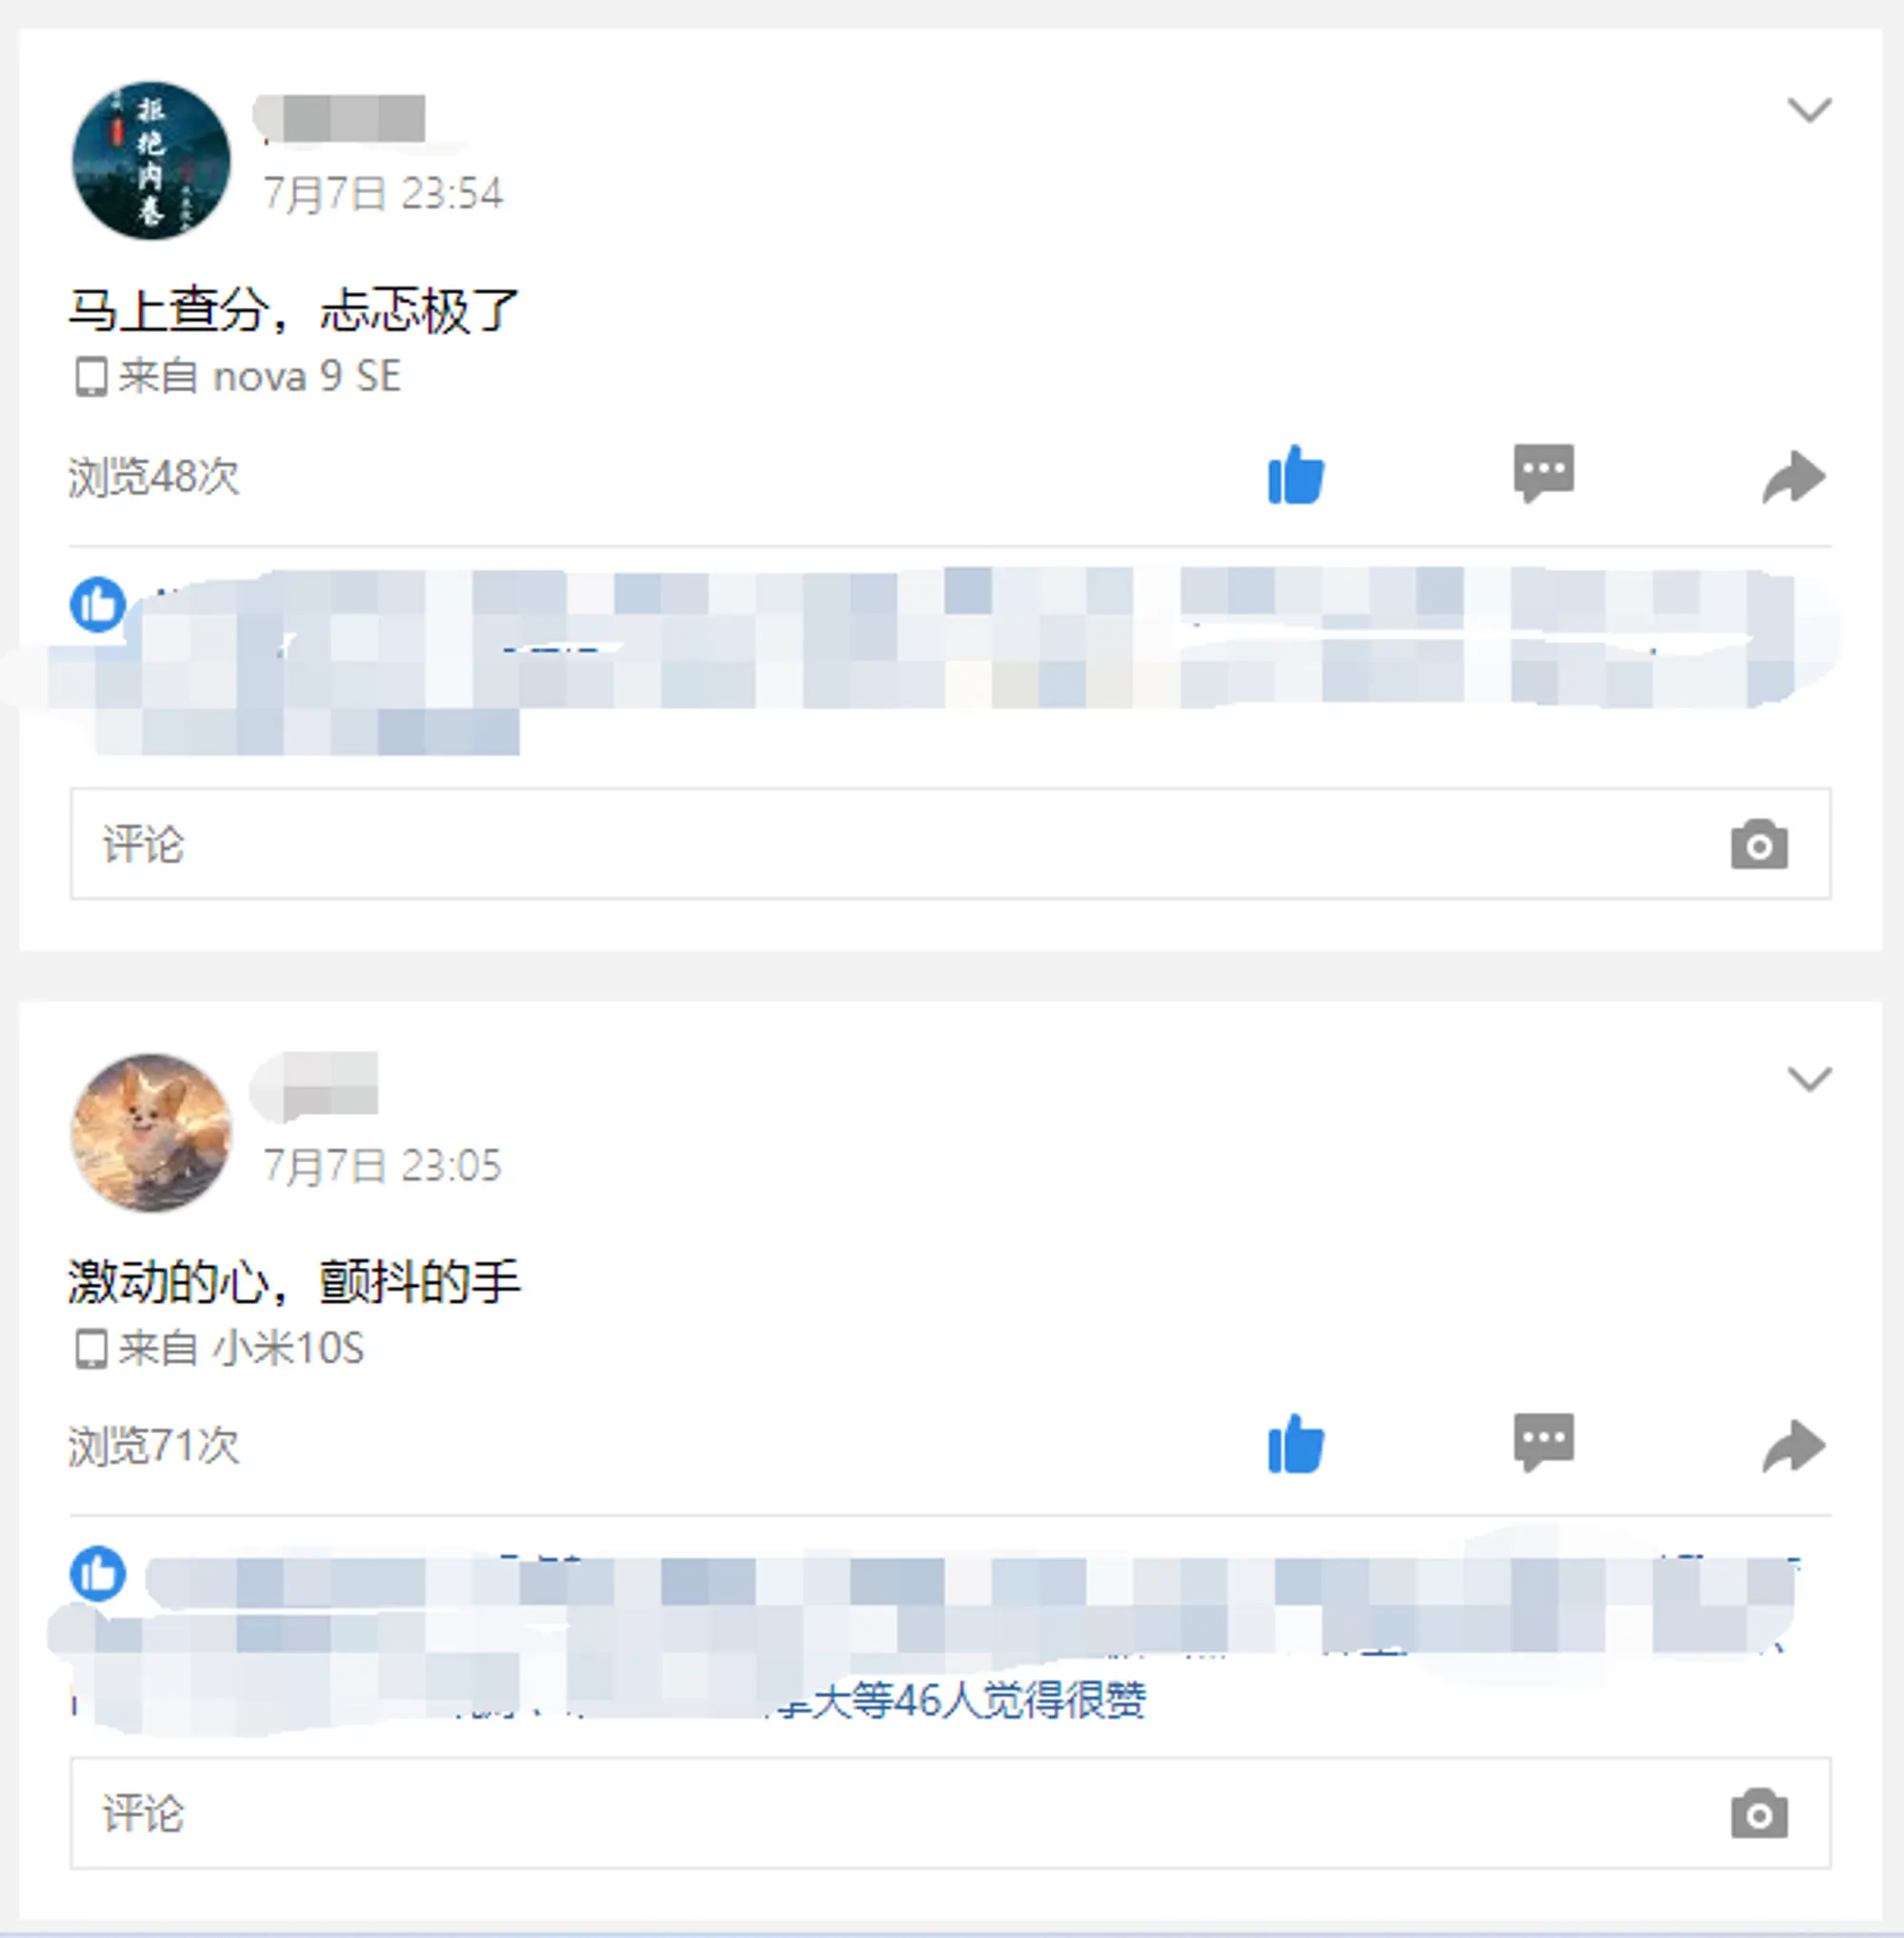 拒绝内卷
7月7日 23:54
马上查分，忐忑极了
来自 nova 9 SE
浏览48次
评论
7月7日 23:05
激动的心，颤抖的手
来自 小米10S
浏览71次
大等46人觉得很赞
评论